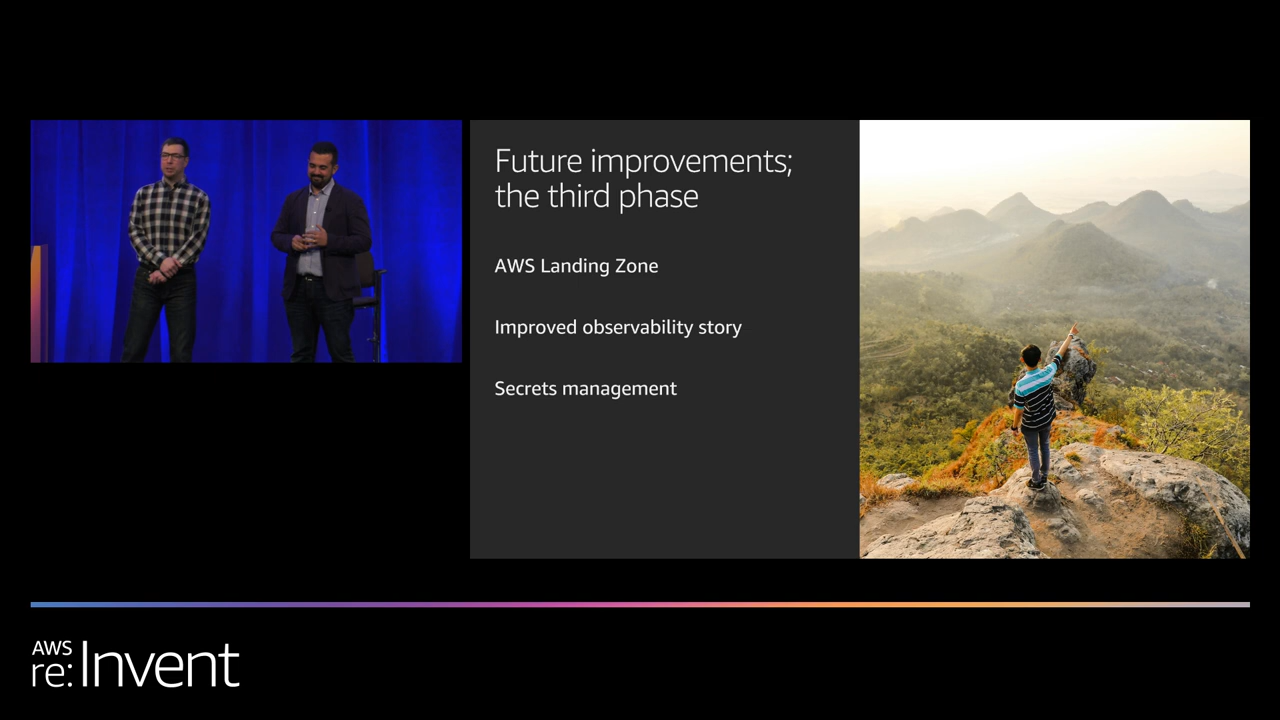 Future improvements;
the third phase
AWS Landing Zone
Improved observability story
Secrets management
AWS
re:Invent